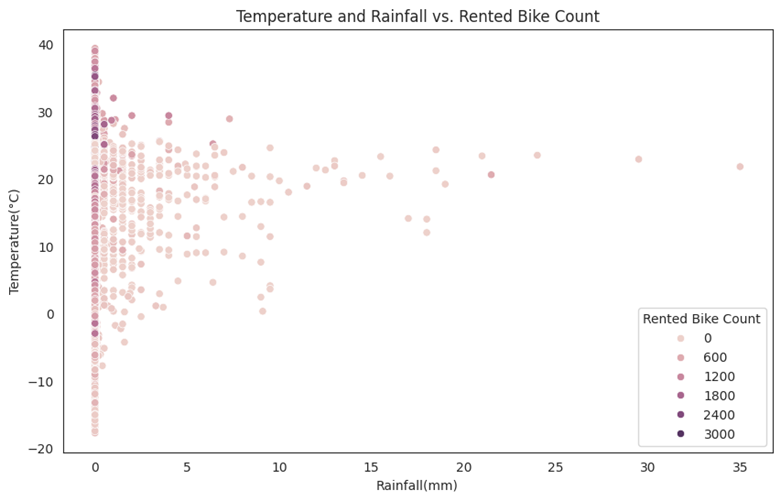 Temperature and Rainfall vs. Rented Bike Count
Temperature(°C)
40
30
20
10
0
−10
−20
0 5 10 15 20 25 30 35
Rainfall(mm)
Rented Bike Count
0
600
1200
1800
2400
3000